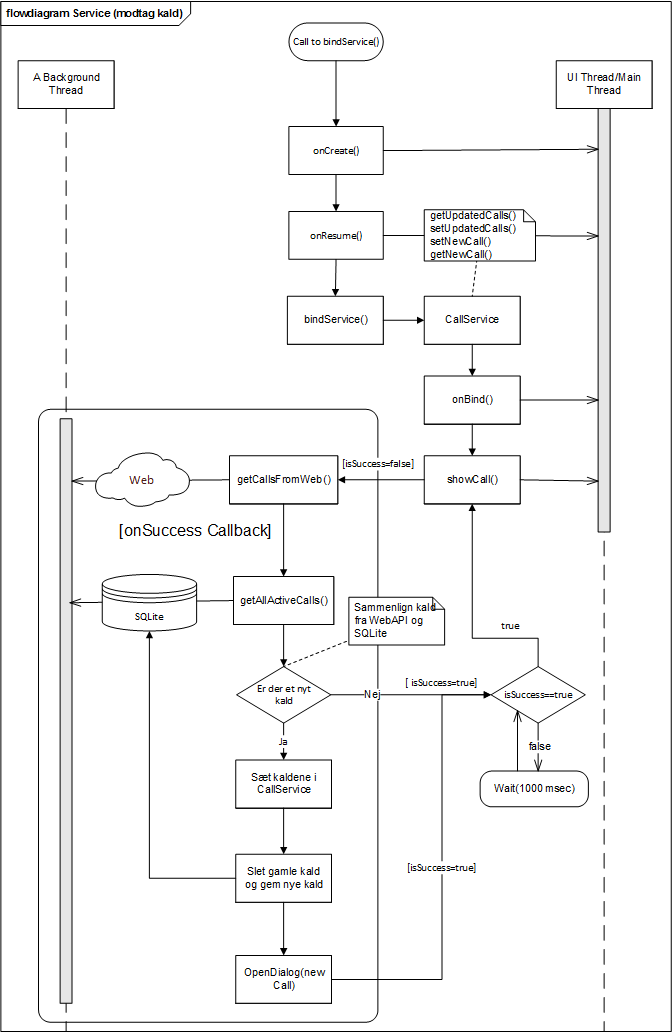 flowdiagram Service (modtag kald)
Call to bindService()
A Background
Thread
UI Thread/Main
Thread
onCreate()
onResume()
getUpdatedCalls()
setUpdatedCalls()
setNewCall()
getNewCall()
bindService()
CallService
onBind()
[isSuccess=false]
Web
getCallsFromWeb()
showCall()
[onSuccess Callback]
getAllActiveCalls()
SQLite
Sammenlign kald
fra WebAPI og
SQLite
true
Er der et nyt
kald
Nej
[ isSuccess=true]
isSuccess==true
Ja
false
Sæt kaldene i
CallService
Wait(1000 msec)
[isSuccess=true]
Slet gamle kald
og gem nye kald
OpenDialog(new
Call)